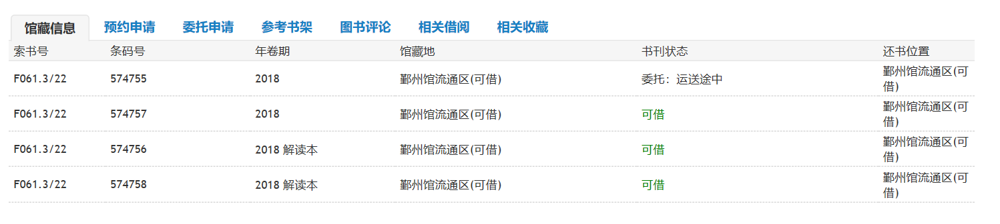 馆藏信息 预约申请 委托申请 参考书架 图书评论 相关借阅 相关收藏
索书号 条码号 年卷期 馆藏地 书刊状态 还书位置
F061.3/22 574755 2018 鄞州馆流通区(可借) 委托：运送途中 鄞州馆流通区(可
借)
F061.3/22 574757 2018 鄞州馆流通区(可借) 可借 鄞州馆流通区(可
借)
F061.3/22 574756 2018 解读本 鄞州馆流通区(可借) 可借 鄞州馆流通区(可
借)
F061.3/22 574758 2018 解读本 鄞州馆流通区(可借) 可借 鄞州馆流通区(可
借)